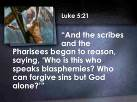 Luke 5:21
“And the scribes
and the
Pharisees began to reason,
saying, ‘Who is this who
speaks blasphemies? Who
can forgive sins but God
alone?’”